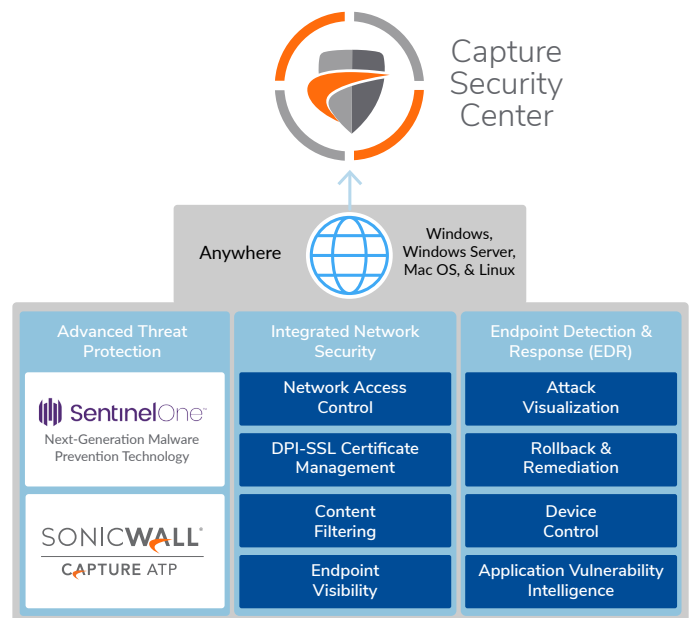 Capture
Security
Center
Anywhere
Windows,
Windows Server,
Mac OS, & Linux
Advanced Threat
Protection
SentinelOne™
Next-Generation Malware
Prevention Technology
SONICWALL®
CAPTURE ATP
Integrated Network
Security
Network Access
Control
DPI-SSL Certificate
Management
Content
Filtering
Endpoint
Visibility
Endpoint Detection &
Response (EDR)
Attack
Visualization
Rollback &
Remediation
Device
Control
Application Vulnerability
Intelligence